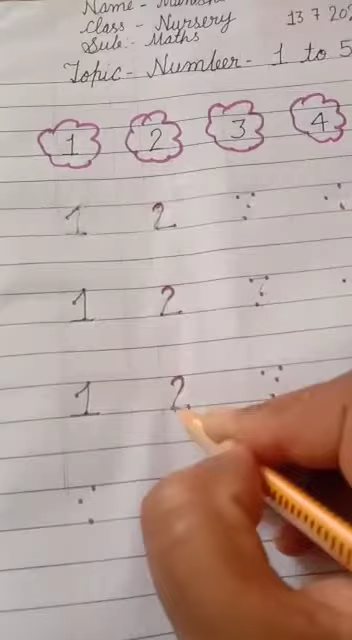 Name -
Class - Nursery 13 7 20
Sub:- Maths
Topic - Number - 1 to 5
1 2 3 4
1 2
1 2
1 2